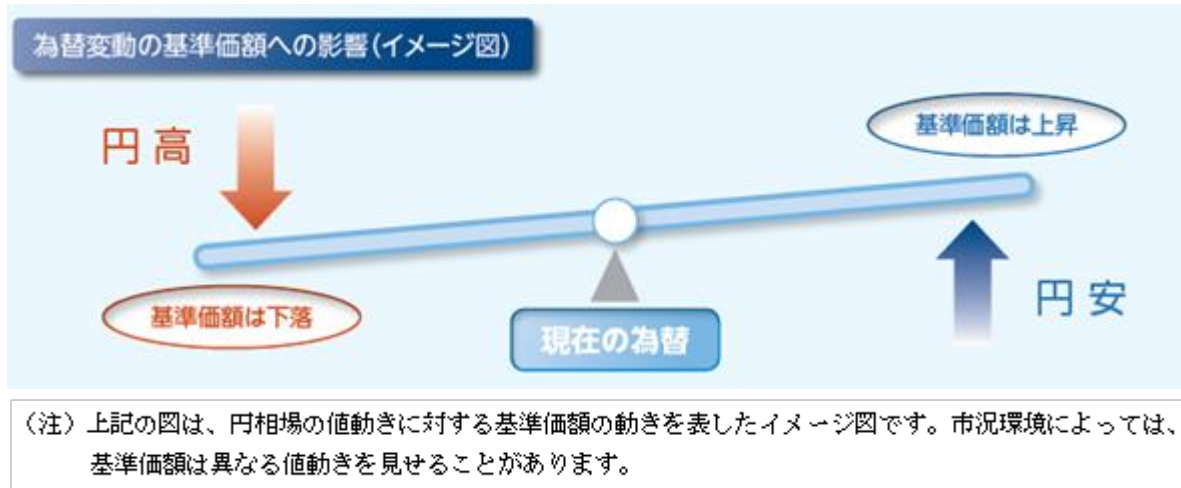 為替変動の基準価額への影響(イメージ図)
円高
基準価額は上昇
基準価額は下落
円安
現在の為替
（注）上記の図は、円相場の値動きに対する基準価額の動きを表したイメージ図です。市況環境によっては、
基準価額は異なる値動きを見せることがあります。